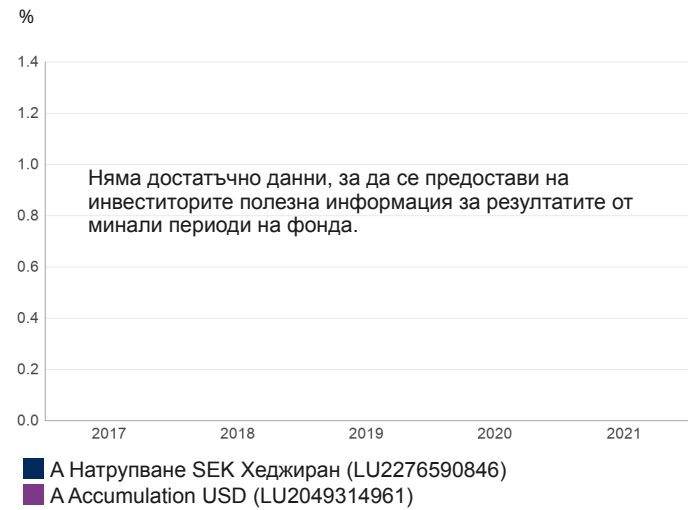 %
1.4
1.2
1.0
Няма достатъчно данни, за да се предостави на
инвеститорите полезна информация за резултатите от
0.8
минали периоди на фонда.
0.6
0.4
0.2
0.0
2017 2018 2019 2020 2021
А Натрупване SEK Хеджиран (LU2276590846)
A Accumulation USD (LU2049314961)